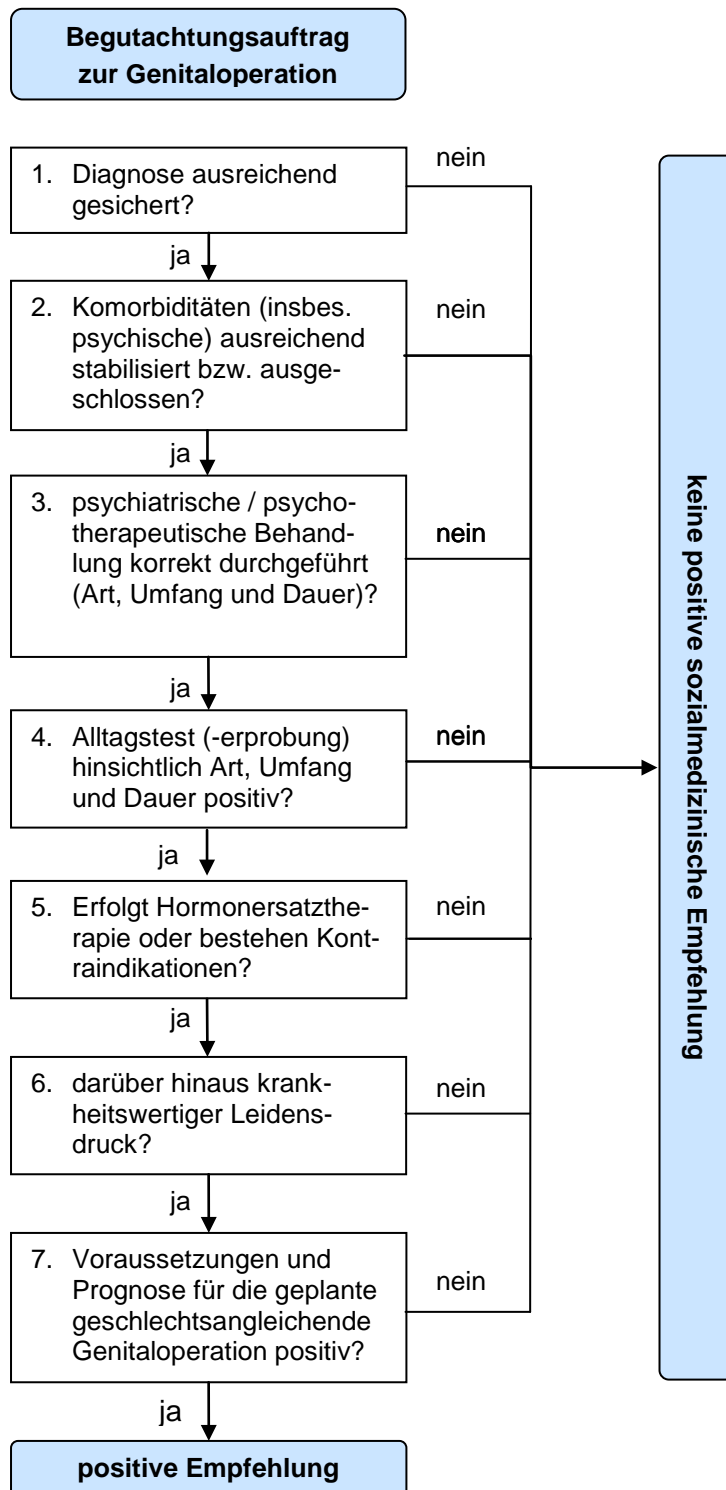 Begutachtungsauftrag
zur Genitaloperation
1. Diagnose ausreichend
gesichert?
nein
ja
2. Komorbiditäten (insbes.
psychische) ausreichend
stabilisiert bzw. ausge-
schlossen?
nein
ja
3. psychiatrische / psycho-
therapeutische Behand-
lung korrekt durchgeführt
(Art, Umfang und Dauer)?
nein
ja
4. Alltagstest (-erprobung)
hinsichtlich Art, Umfang
und Dauer positiv?
nein
ja
5. Erfolgt Hormonersatzthe-
rapie oder bestehen Kont-
raindikationen?
nein
ja
6. darüber hinaus krank-
heitswertiger Leidens-
druck?
nein
ja
7. Voraussetzungen und
Prognose für die geplante
geschlechtsangleichende
Genitaloperation positiv?
nein
ja
positive Empfehlung
keine positive sozialmedizinische Empfehlung